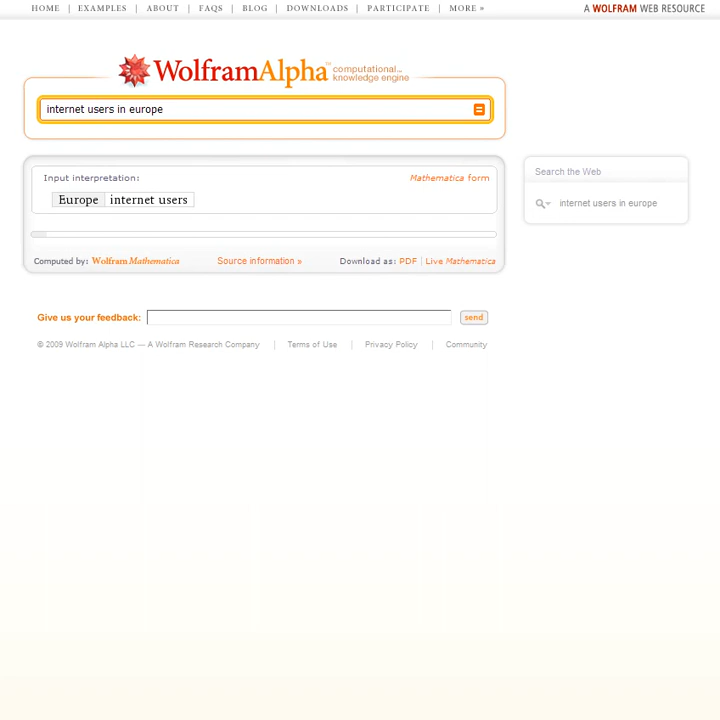 HOME | EXAMPLES | ABOUT | FAQS | BLOG | DOWNLOADS | PARTICIPATE | MORE »
A WOLFRAM WEB RESOURCE
WolframAlpha™ computational
knowledge engine
internet users in europe
Input interpretation:
Mathematica form
Europe internet users
Computed by: Wolfram Mathematica
Source information »
Download as: PDF | Live Mathematica
Search the Web
internet users in europe
Give us your feedback:
send
© 2009 Wolfram Alpha LLC — A Wolfram Research Company | Terms of Use | Privacy Policy | Community